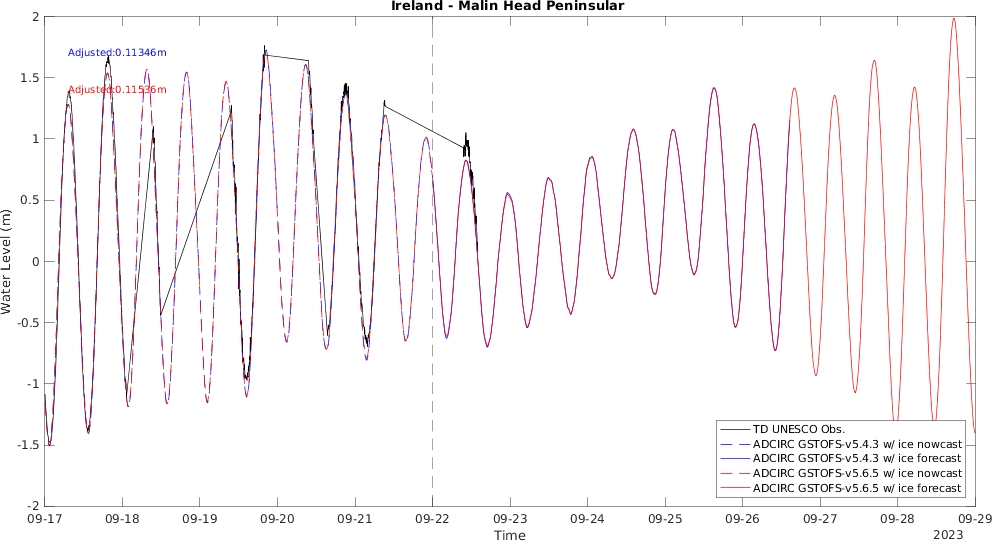 Ireland - Malin Head Peninsular
Adjusted:0.11346m
Adjusted:0.11536m
Water Level (m)
2
1.5
1
0.5
0
-0.5
-1
-1.5
-2
TD UNESCO Obs.
ADCIRC GSTOFS-v5.4.3 w/ ice nowcast
ADCIRC GSTOFS-v5.4.3 w/ ice forecast
ADCIRC GSTOFS-v5.6.5 w/ ice nowcast
ADCIRC GSTOFS-v5.6.5 w/ ice forecast
09-17 09-18 09-19 09-20 09-21 09-22 09-23 09-24 09-25 09-26 09-27 09-28 09-29
Time
2023